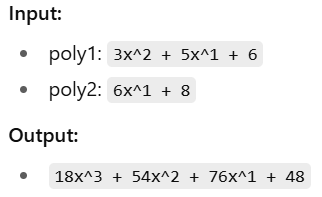 Input:
• poly1: 3x^2 + 5x^1 + 6
• poly2: 6x^1 + 8
Output:
• 18x^3 + 54x^2 + 76x^1 + 48